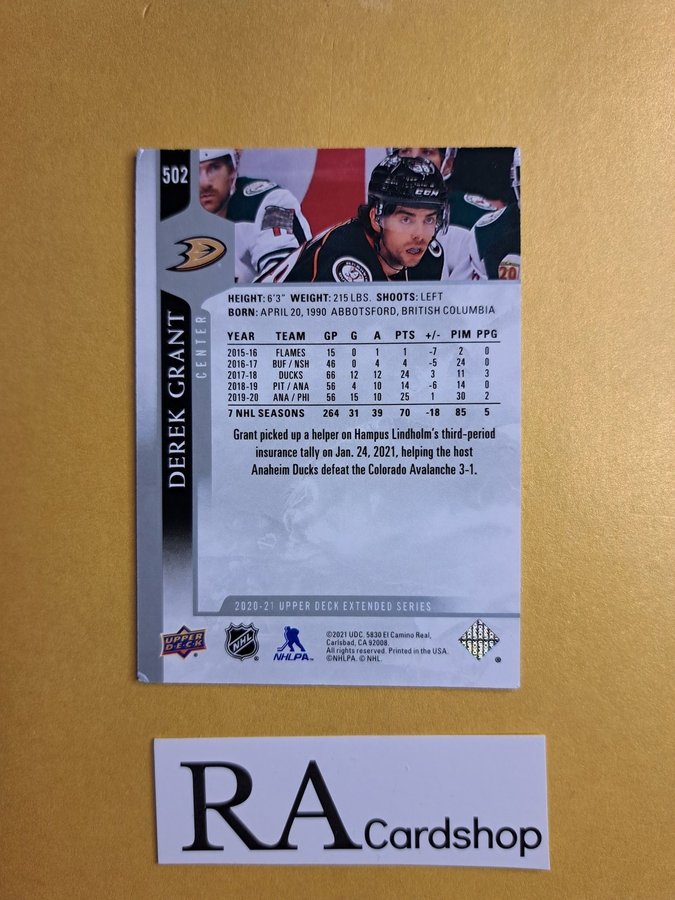 502
CCM
20
DEREK GRANT
CENTER
HEIGHT: 6'3" WEIGHT: 215 LBS. SHOOTS: LEFT
BORN: APRIL 20, 1990 ABBOTSFORD, BRITISH COLUMBIA
YEAR TEAM GP G A PTS +/- PIM PPG
2015-16 FLAMES 15 0 1 1 -7 2 0
2016-17 BUF / NSH 46 0 4 4 -5 24 0
2017-18 DUCKS 66 12 12 24 3 11 3
2018-19 PIT / ANA 56 4 10 14 -6 14 0
2019-20 ANA / PHI 56 15 10 25 1 30 2
7 NHL SEASONS 264 31 39 70 -18 85 5
Grant picked up a helper on Hampus Lindholm's third-period
insurance tally on Jan. 24, 2021, helping the host
Anaheim Ducks defeat the Colorado Avalanche 3-1.
2020-21 UPPER DECK EXTENDED SERIES
UPPER DECK
NHL
NHLPA
©2021 UDC. 5830 El Camino Real,
Carlsbad, CA 92008.
All rights reserved. Printed in the USA.
©NHLPA. © NHL.
®
RA Cardshop